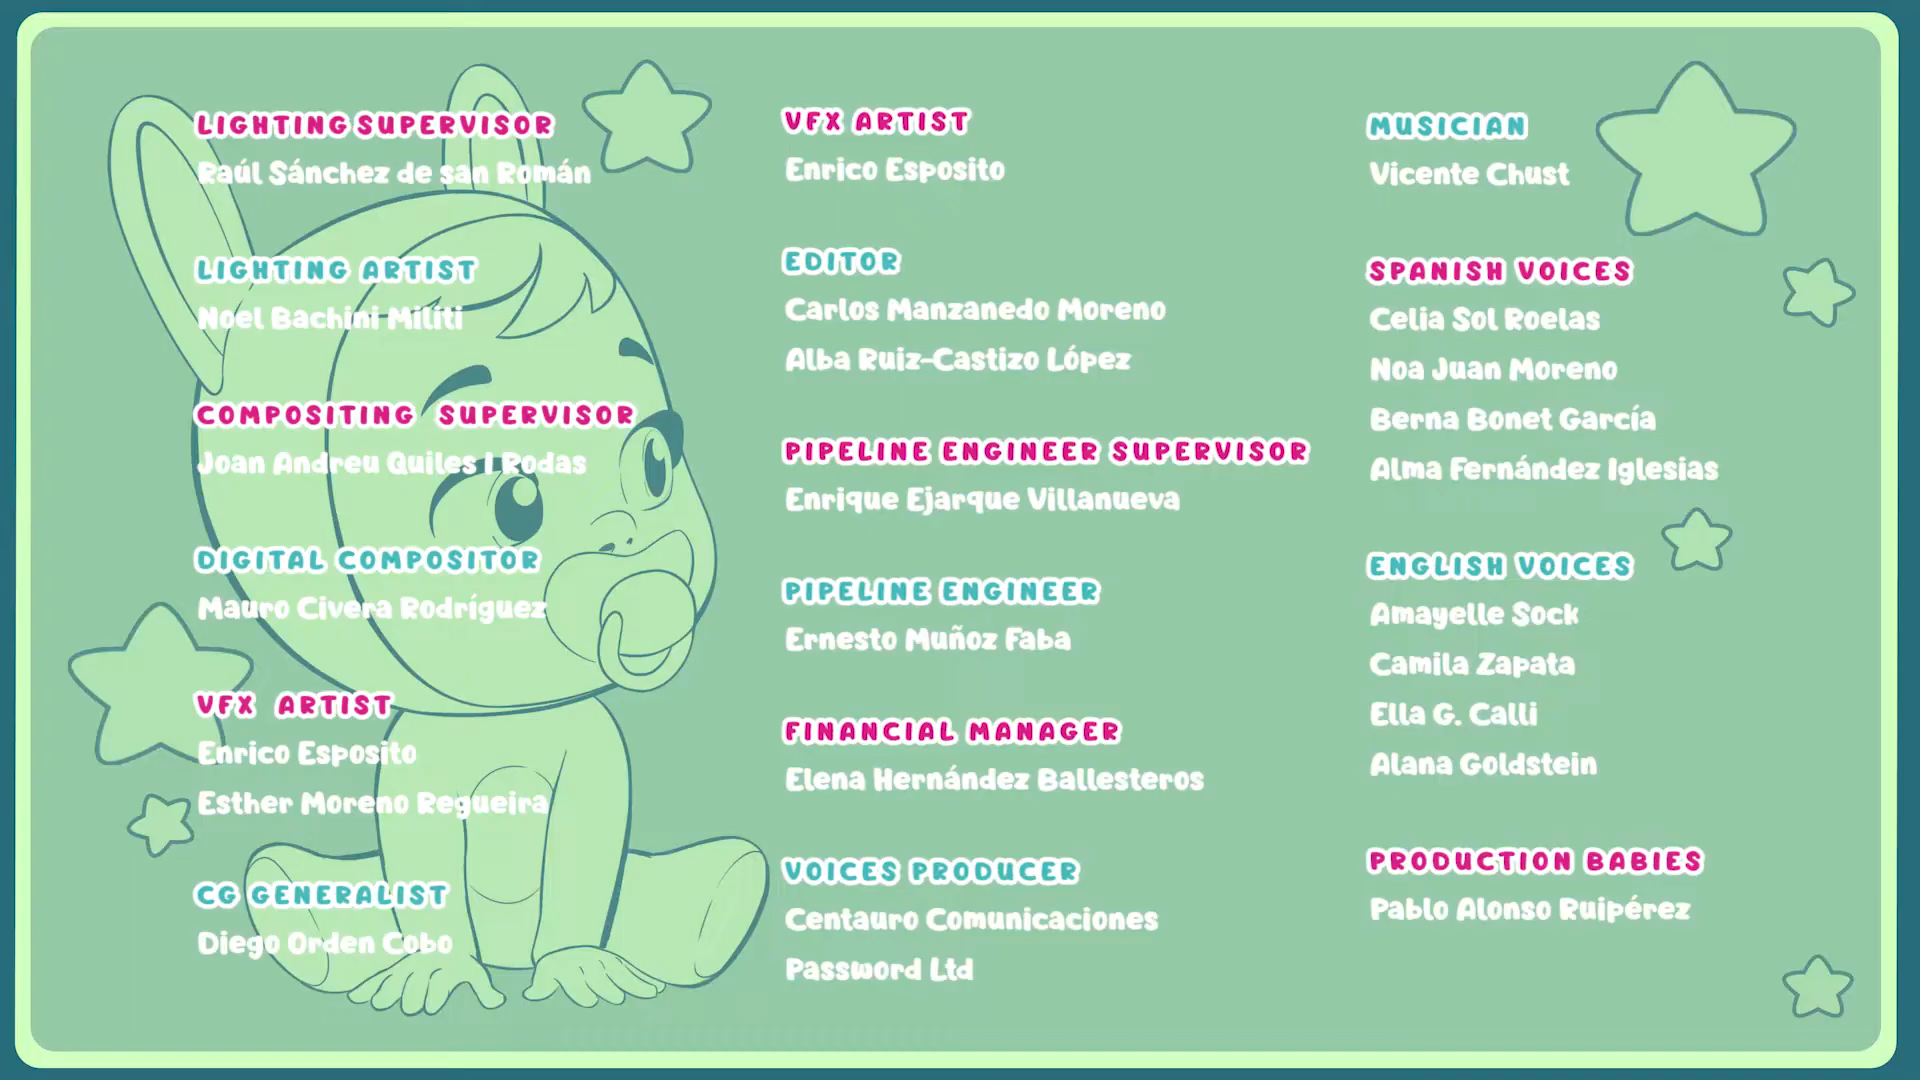 LIGHTING SUPERVISOR
Raúl Sánchez de san Román
LIGHTING ARTIST
Noel Bachini Milíti
COMPOSITING SUPERVISOR
Joan Andreu Quiles I Rodas
DIGITAL COMPOSITOR
Mauro Civera Rodríguez
VFX ARTIST
Enrico Esposito
Esther Moreno Regueira
CG GENERALIST
Diego Orden Cobo
VFX ARTIST
Enrico Esposito
EDITOR
Carlos Manzanedo Moreno
Alba Ruiz-Castizo López
PIPELINE ENGINEER SUPERVISOR
Enrique Ejarque Villanueva
PIPELINE ENGINEER
Ernesto Muñoz Faba
FINANCIAL MANAGER
Elena Hernández Ballesteros
VOICES PRODUCER
Centauro Comunicaciones
Password Ltd
MUSICIAN
Vicente Chust
SPANISH VOICES
Celia Sol Roelas
Noa Juan Moreno
Berna Bonet García
Alma Fernández Iglesias
ENGLISH VOICES
Amayelle Sock
Camila Zapata
Ella G. Calli
Alana Goldstein
PRODUCTION BABIES
Pablo Alonso Ruipérez